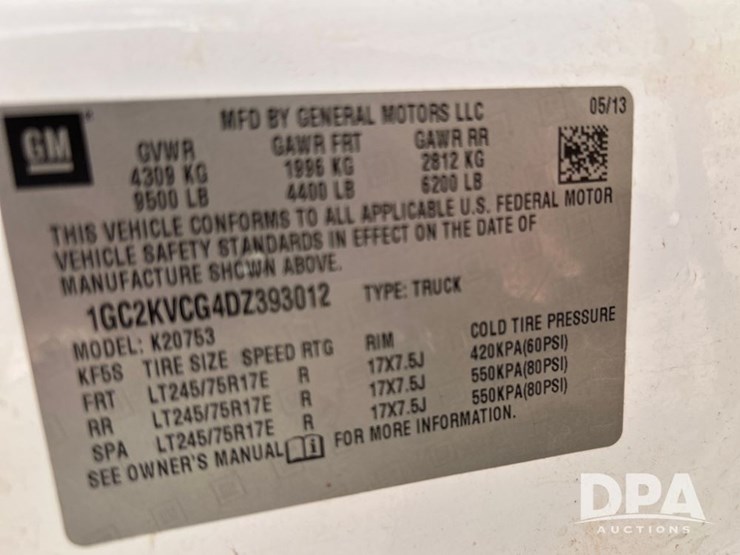 GM
MFD BY GENERAL MOTORS LLC 05/13
GVWR GAWR FRT GAWR RR
4309 KG 1996 KG 2812 KG
9500 LB 4400 LB 6200 LB
THIS VEHICLE CONFORMS TO ALL APPLICABLE U.S. FEDERAL MOTOR
VEHICLE SAFETY STANDARDS IN EFFECT ON THE DATE OF
MANUFACTURE SHOWN ABOVE.
1GC2KVCG4DZ393012 TYPE: TRUCK
MODEL: K20753
KF5S TIRE SIZE SPEED RTG RIM COLD TIRE PRESSURE
FRT LT245/75R17E R 17X7.5J 420KPA(60PSI)
RR LT245/75R17E R 17X7.5J 550KPA(80PSI)
SPA LT245/75R17E R 17X7.5J 550KPA(80PSI)
SEE OWNER'S MANUAL FOR MORE INFORMATION.
DPA
AUCTIONS